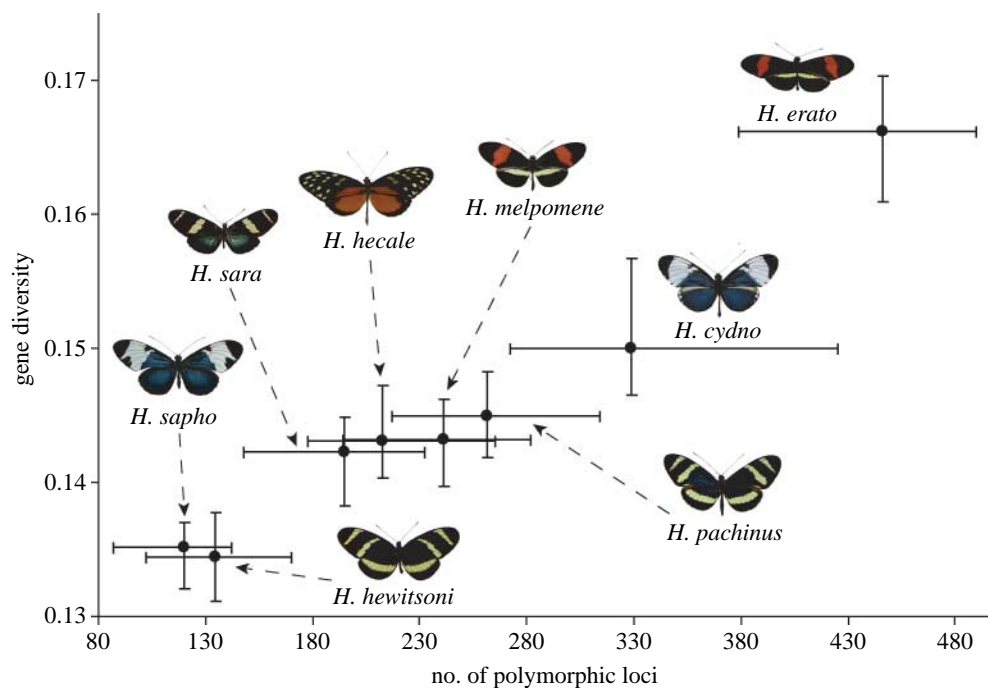 0.17
0.16
0.15
0.14
0.13
gene diversity
H. erato
H. melpomene
H. hecale
H. sara
H. cydno
H. sapho
H. pachinus
H. hewitsoni
80 130 180 230 280 330 380 430 480
no. of polymorphic loci